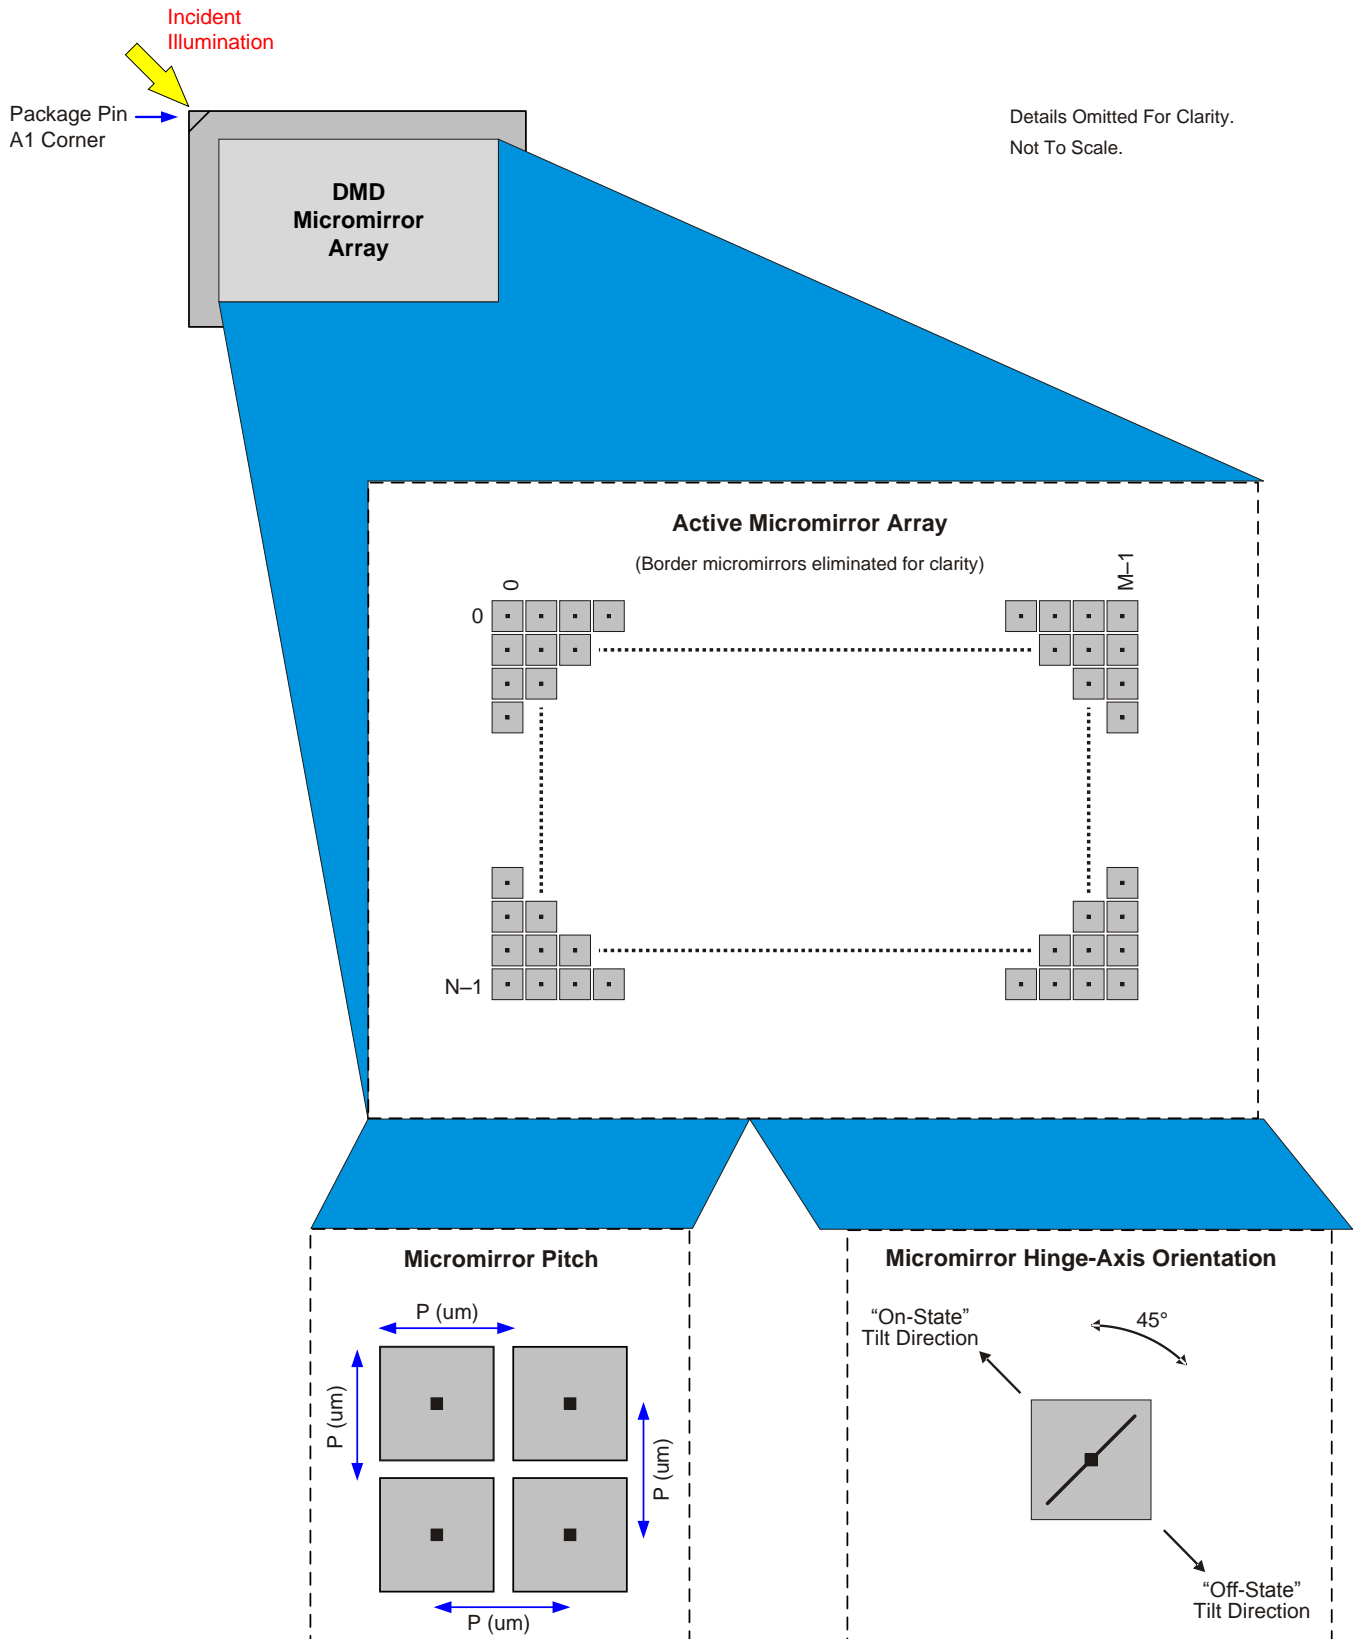 Incident
Illumination
Package Pin
A1 Corner
Details Omitted For Clarity.
Not To Scale.
DMD
Micromirror
Array
Active Micromirror Array
(Border micromirrors eliminated for clarity)
0
M–1
0
N–1
Micromirror Pitch
P (um)
P (um)
P (um)
P (um)
Micromirror Hinge-Axis Orientation
“On-State”
Tilt Direction
45°
“Off-State”
Tilt Direction